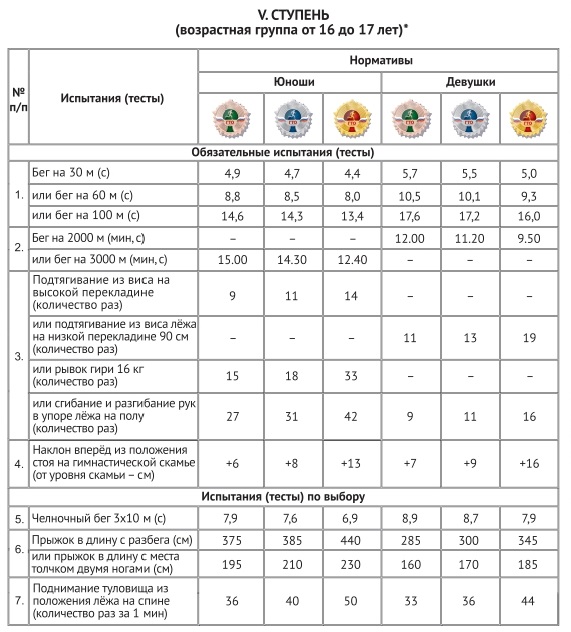 V. СТУПЕНЬ
(возрастная группа от 16 до 17 лет)*
№
п/п
Испытания (тесты)
Нормативы
Юноши
Девушки
ГТО ГТО ГТО ГТО ГТО ГТО
Обязательные испытания (тесты)
1.
Бег на 30 м (с) 4,9 4,7 4,4 5,7 5,5 5,0
или бег на 60 м (с) 8,8 8,5 8,0 10,5 10,1 9,3
или бег на 100 м (с) 14,6 14,3 13,4 17,6 17,2 16,0
2.
Бег на 2000 м (мин, с) – – – 12.00 11.20 9.50
или бег на 3000 м (мин, с) 15.00 14.30 12.40 – – –
3.
Подтягивание из виса на
высокой перекладине
(количество раз)
9 11 14 – – –
или подтягивание из виса лёжа
на низкой перекладине 90 см
(количество раз)
– – – 11 13 19
или рывок гири 16 кг
(количество раз)
15 18 33 – – –
или сгибание и разгибание рук
в упоре лёжа на полу
(количество раз)
27 31 42 9 11 16
4.
Наклон вперёд из положения
стоя на гимнастической скамье
(от уровня скамьи – см)
+6 +8 +13 +7 +9 +16
Испытания (тесты) по выбору
5. Челночный бег 3х10 м (с) 7,9 7,6 6,9 8,9 8,7 7,9
6.
Прыжок в длину с разбега (см) 375 385 440 285 300 345
или прыжок в длину с места
толчком двумя ногами (см)
195 210 230 160 170 185
7.
Поднимание туловища из
положения лёжа на спине
(количество раз за 1 мин)
36 40 50 33 36 44